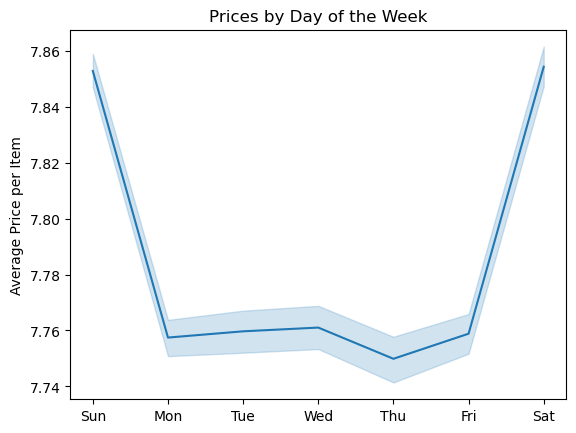 Prices by Day of the Week
Average Price per Item
7.86
7.84
7.82
7.80
7.78
7.76
7.74
Sun Mon Tue Wed Thu Fri Sat